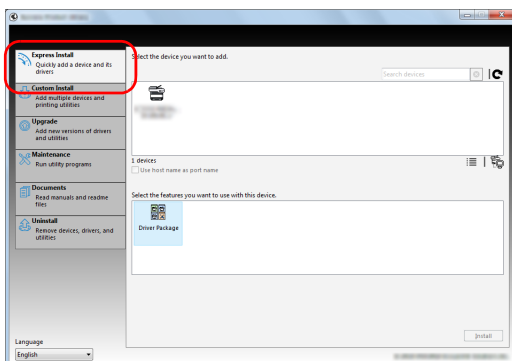 Express Install
Quickly add a device and its
drivers
Custom Install
Add multiple devices and
printing utilities
Upgrade
Add new versions of drivers
and utilities
Maintenance
Run utility programs
Documents
Read manuals and readme
files
Uninstall
Remove devices, drivers, and
utilities
Language
English
Select the device you want to add.
Search devices
1 devices
Use host name as port name
Select the features you want to use with this device.
Driver Package
Install